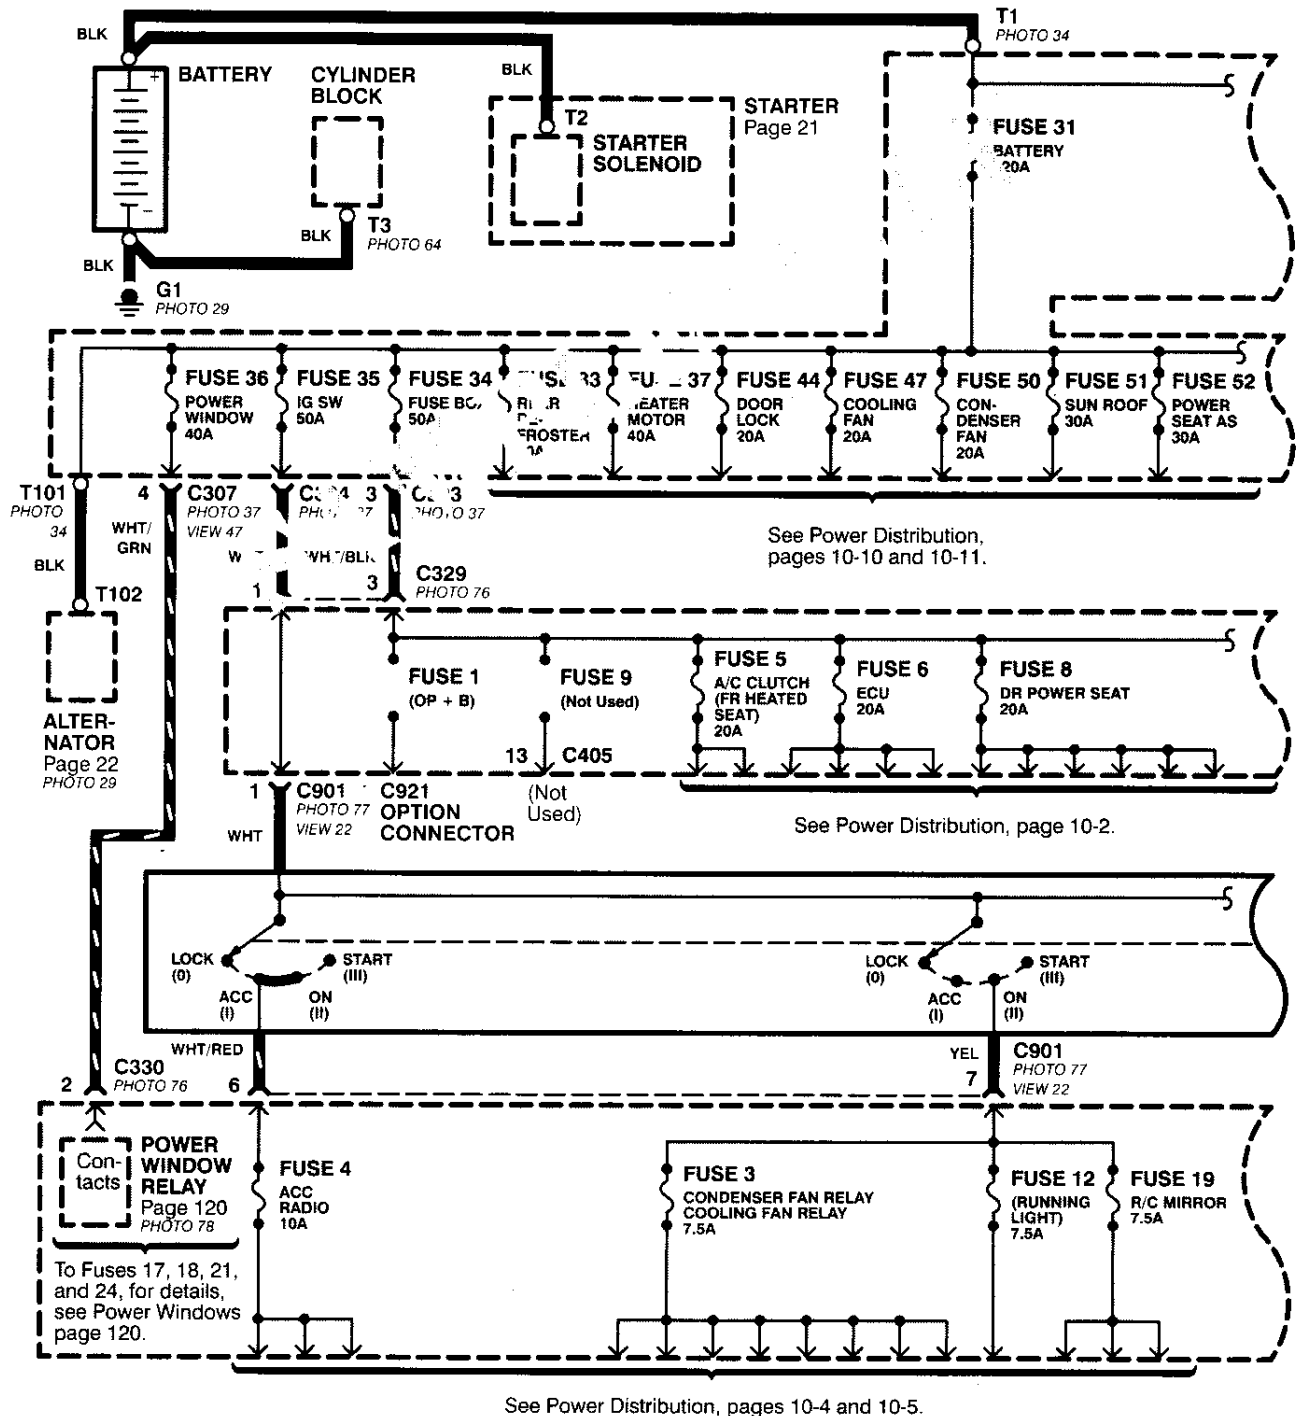 T1
PHOTO 34
BLK
BATTERY
+
−
CYLINDER
BLOCK
BLK
T2
STARTER
Page 21
STARTER
SOLENOID
FUSE 31
BATTERY
T3
PHOTO 64
BLK
BLK
G1
PHOTO 29
FUSE 36
POWER
WINDOW
40A
FUSE 35
IG SW
50A
FUSE 34
FUSE
50A
MOTOR
40A
FUSE 44
DOOR
LOCK
20A
FUSE 47
COOLING
FAN
20A
FUSE 50
CON-
DENSER
FAN
20A
FUSE 51
SUN ROOF
30A
FUSE 52
POWER
SEAT AS
30A
T101
PHOTO
34
BLK
T102
4
C307
PHOTO 37
VIEW 47
WHT/
GRN
3
PHOTO 37
See Power Distribution,
pages 10-10 and 10-11.
1
3
C329
PHOTO 76
ALTER-
NATOR
Page 22
PHOTO 29
FUSE 1
(OP + B)
FUSE 9
(Not Used)
FUSE 5
A/C CLUTCH
(FR HEATED
SEAT)
20A
FUSE 6
ECU
20A
FUSE 8
DR POWER SEAT
20A
13
C405
(Not
Used)
1
C901
PHOTO 77
VIEW 22
C921
OPTION
CONNECTOR
WHT
See Power Distribution, page 10-2.
LOCK
(0)
ACC
(I)
ON
(II)
START
(III)
LOCK
(0)
ACC
(I)
ON
(II)
START
(III)
WHT/RED
6
YEL
7
C901
PHOTO 77
VIEW 22
2
C330
PHOTO 76
Con-
tacts
POWER
WINDOW
RELAY
Page 120
PHOTO 78
To Fuses 17, 18, 21,
and 24, for details,
see Power Windows
page 120.
FUSE 4
ACC
RADIO
10A
FUSE 3
CONDENSER FAN RELAY
COOLING FAN RELAY
7.5A
FUSE 12
(RUNNING
LIGHT)
7.5A
FUSE 19
R/C MIRROR
7.5A
See Power Distribution, pages 10-4 and 10-5.